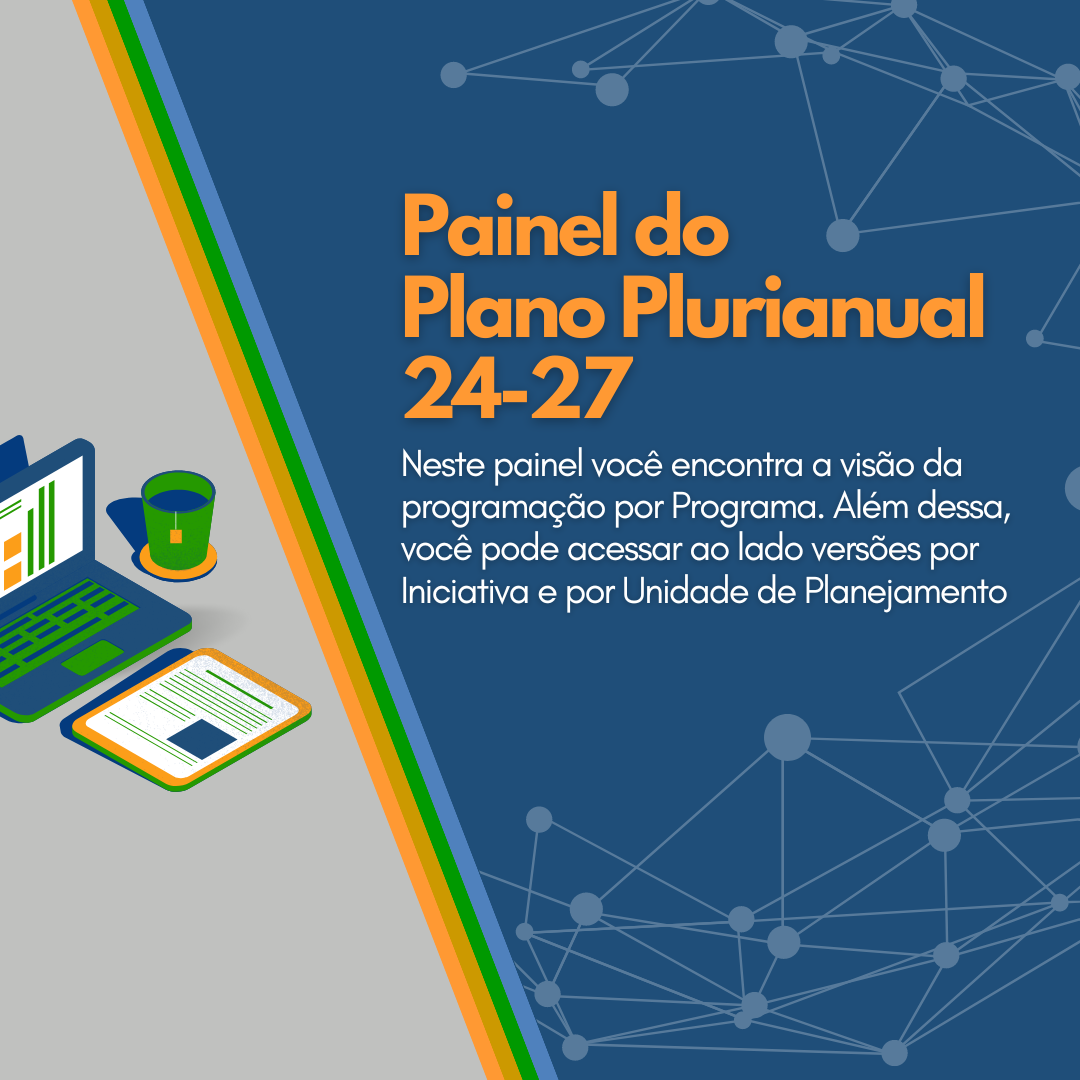 Painel do
Plano Plurianual
24-27
Neste painel você encontra a visão da
programação por Programa. Além dessa,
você pode acessar ao lado versões por
Iniciativa e por Unidade de Planejamento